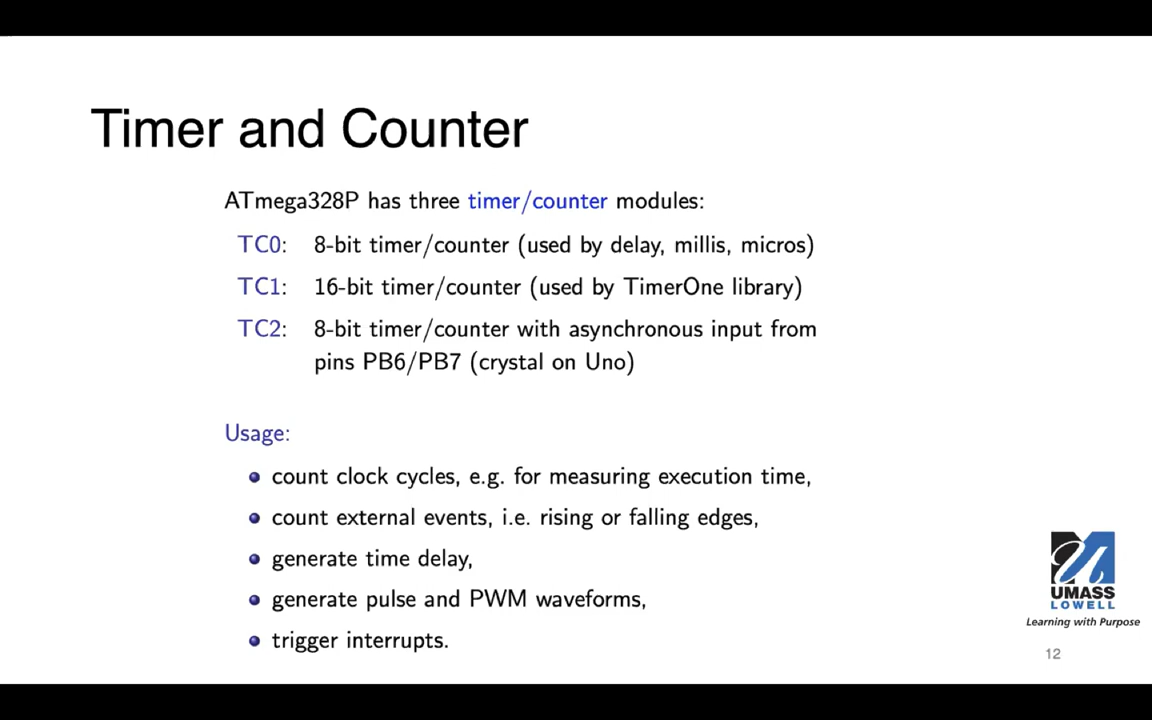 Timer and Counter
ATmega328P has three timer/counter modules:
TC0: 8-bit timer/counter (used by delay, millis, micros)
TC1: 16-bit timer/counter (used by TimerOne library)
TC2: 8-bit timer/counter with asynchronous input from
pins PB6/PB7 (crystal on Uno)
Usage:
count clock cycles, e.g. for measuring execution time,
count external events, i.e. rising or falling edges,
generate time delay,
generate pulse and PWM waveforms,
trigger interrupts.
UMASS
LOWELL
Learning with Purpose
12